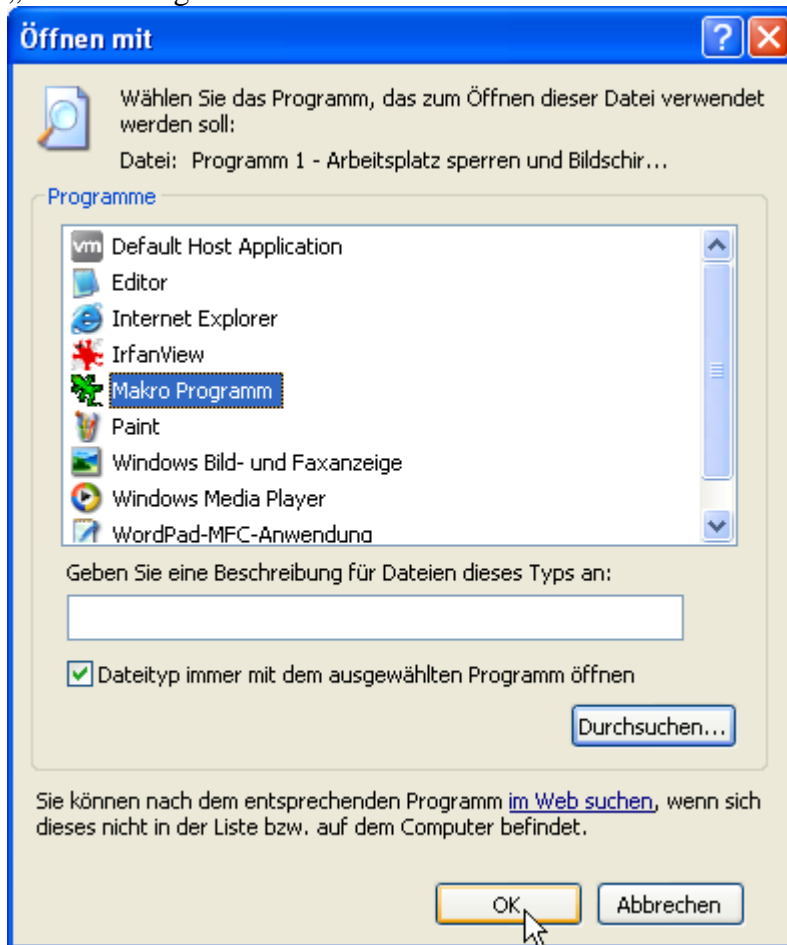 Öffnen mit
Wählen Sie das Programm, das zum Öffnen dieser Datei verwendet
werden soll:
Datei: Programm 1 - Arbeitsplatz sperren und Bildschir...
Programme
vm Default Host Application
Editor
Internet Explorer
IrfanView
Makro Programm
Paint
Windows Bild- und Faxanzeige
Windows Media Player
WordPad-MFC-Anwendung
Geben Sie eine Beschreibung für Dateien dieses Typs an:
Dateityp immer mit dem ausgewählten Programm öffnen
Durchsuchen...
Sie können nach dem entsprechenden Programm im Web suchen, wenn sich
dieses nicht in der Liste bzw. auf dem Computer befindet.
OK Abbrechen